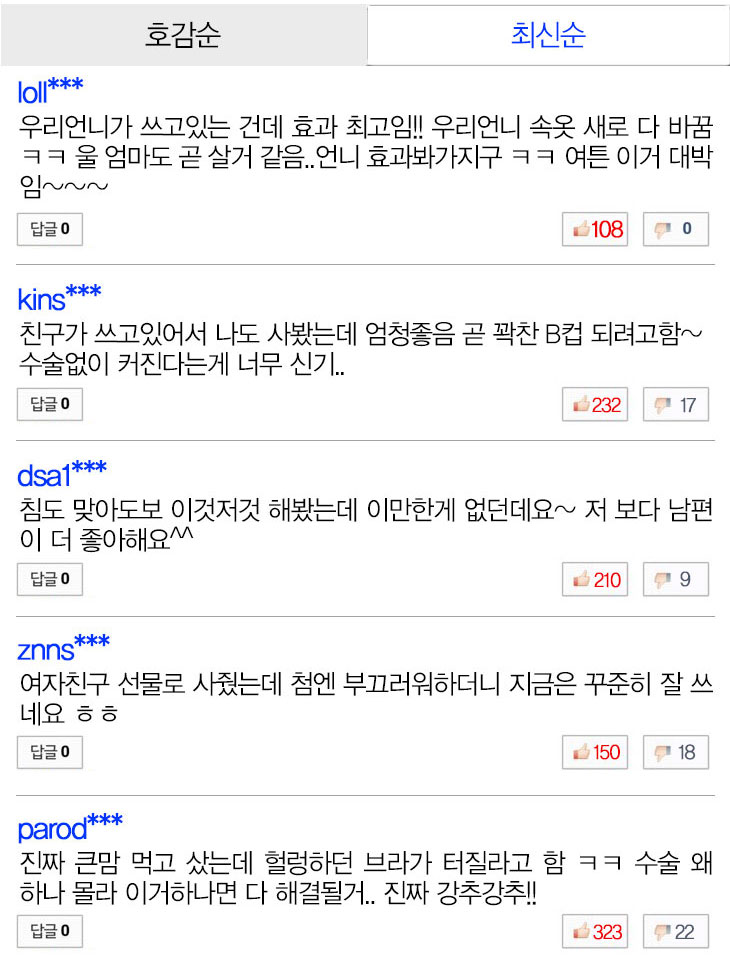 호감순 최신순
loll***
우리언니가 쓰고있는 건데 효과 최고임!! 우리언니 속옷 새로 다 바꿈
ㅋㅋ 울 엄마도 곧 살거 같음..언니 효과봐가지구 ㅋㅋ 여튼 이거 대박
임~~~
답글 0 108 0
kins***
친구가 쓰고있어서 나도 사봤는데 엄청좋음 곧 꽉찬 B컵 되려고함~
수술없이 커진다는게 너무 신기..
답글 0 232 17
dsa1***
침도 맞아도보 이것저것 해봤는데 이만한게 없던데요~ 저 보다 남편
이 더 좋아해요^^
답글 0 210 9
znns***
여자친구 선물로 사줬는데 첨엔 부끄러워하더니 지금은 꾸준히 잘 쓰
네요 ㅎㅎ
답글 0 150 18
parod***
진짜 큰맘 먹고 샀는데 헐렁하던 브라가 터질라고 함 ㅋㅋ 수술 왜
하나 몰라 이거하나면 다 해결될거.. 진짜 강추강추!!
답글 0 323 22